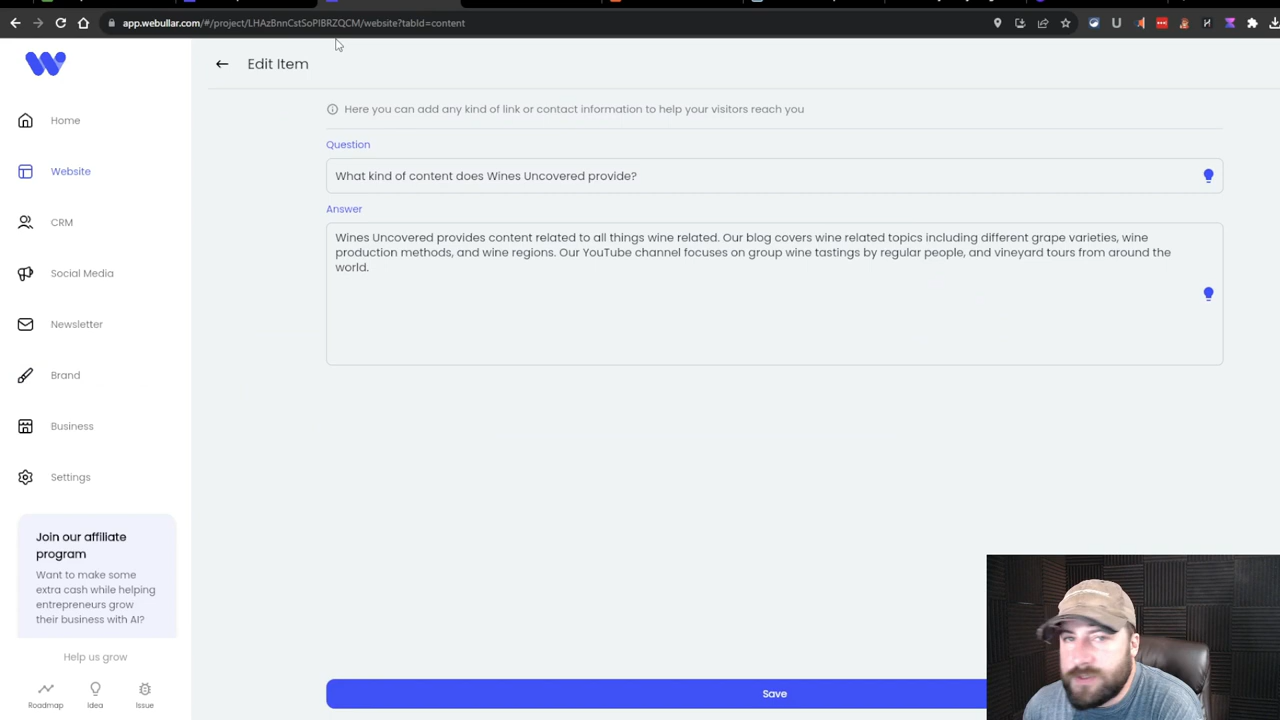 app.webullar.com/#/project/LHAzBnnCstSoPlBRZQCM/website?tabId=content
Edit Item
Home
Website
CRM
Social Media
Newsletter
Brand
Business
Settings
Join our affiliate
program
Want to make some
extra cash while helping
entrepreneurs grow
their business with AI?
Help us grow
Roadmap
Idea
Issue
Here you can add any kind of link or contact information to help your visitors reach you
Question
What kind of content does Wines Uncovered provide?
Answer
Wines Uncovered provides content related to all things wine related. Our blog covers wine related topics including different grape varieties, wine
production methods, and wine regions. Our YouTube channel focuses on group wine tastings by regular people, and vineyard tours from around the
world.
Save